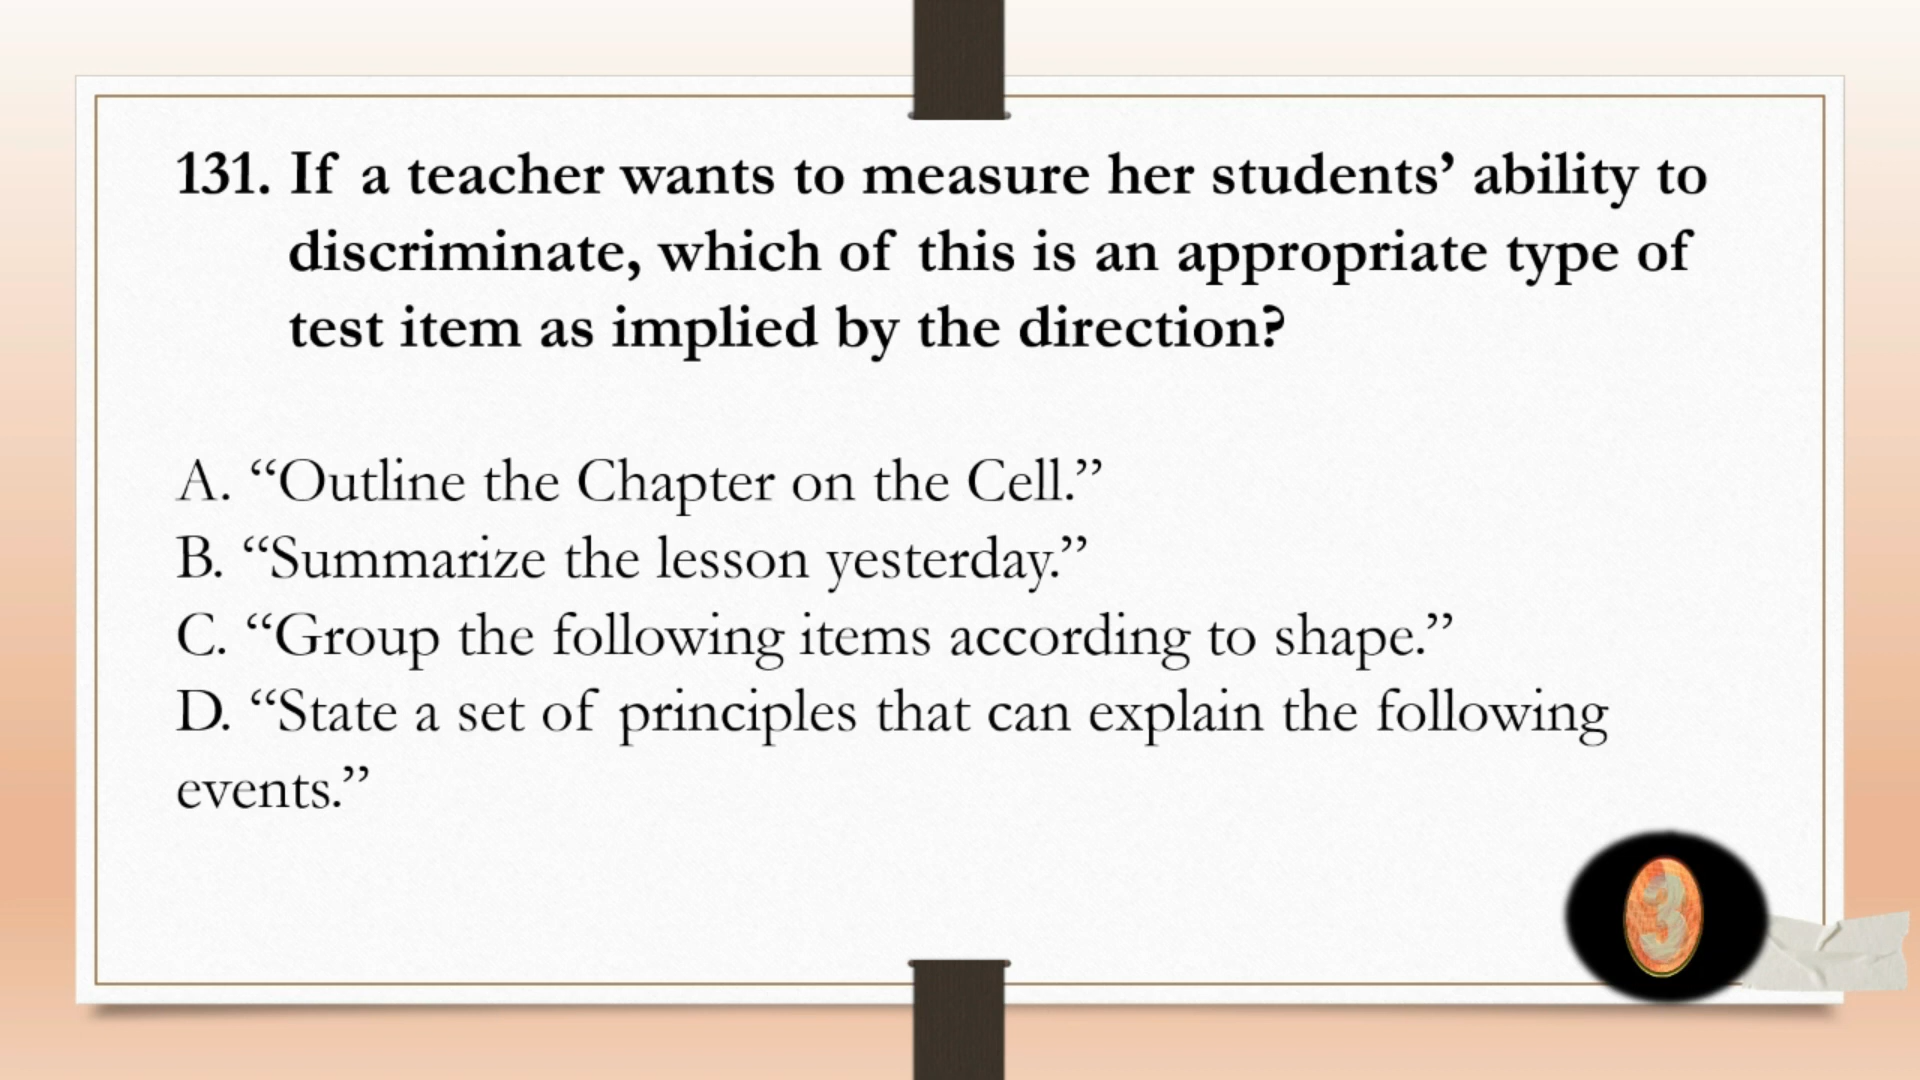 131. If a teacher wants to measure her students’ ability to
discriminate, which of this is an appropriate type of
test item as implied by the direction?
A. “Outline the Chapter on the Cell.”
B. “Summarize the lesson yesterday.”
C. “Group the following items according to shape.”
D. “State a set of principles that can explain the following
events.”
3